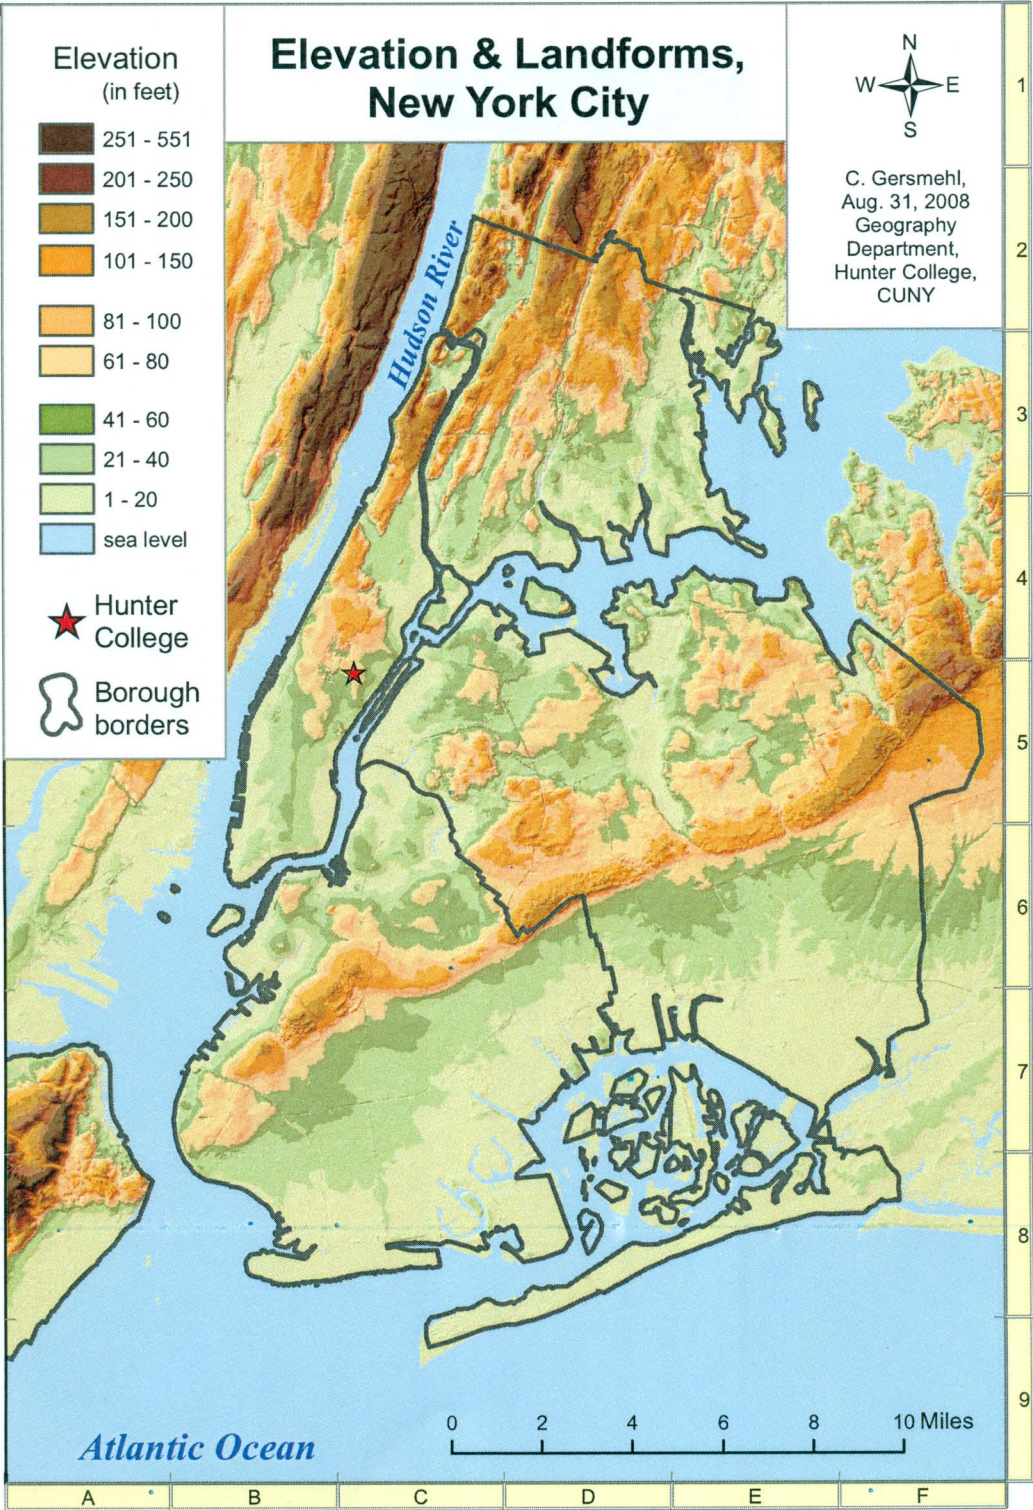 Elevation & Landforms,
New York City
Elevation
(in feet)
251 - 551
201 - 250
151 - 200
101 - 150
81 - 100
61 - 80
41 - 60
21 - 40
1 - 20
sea level
Hunter
College
Borough
borders
N
W E
S
C. Gersmehl,
Aug. 31, 2008
Geography
Department,
Hunter College,
CUNY
Hudson River
Atlantic Ocean
0 2 4 6 8 10 Miles
1
2
3
4
5
6
7
8
9
A B C D E F